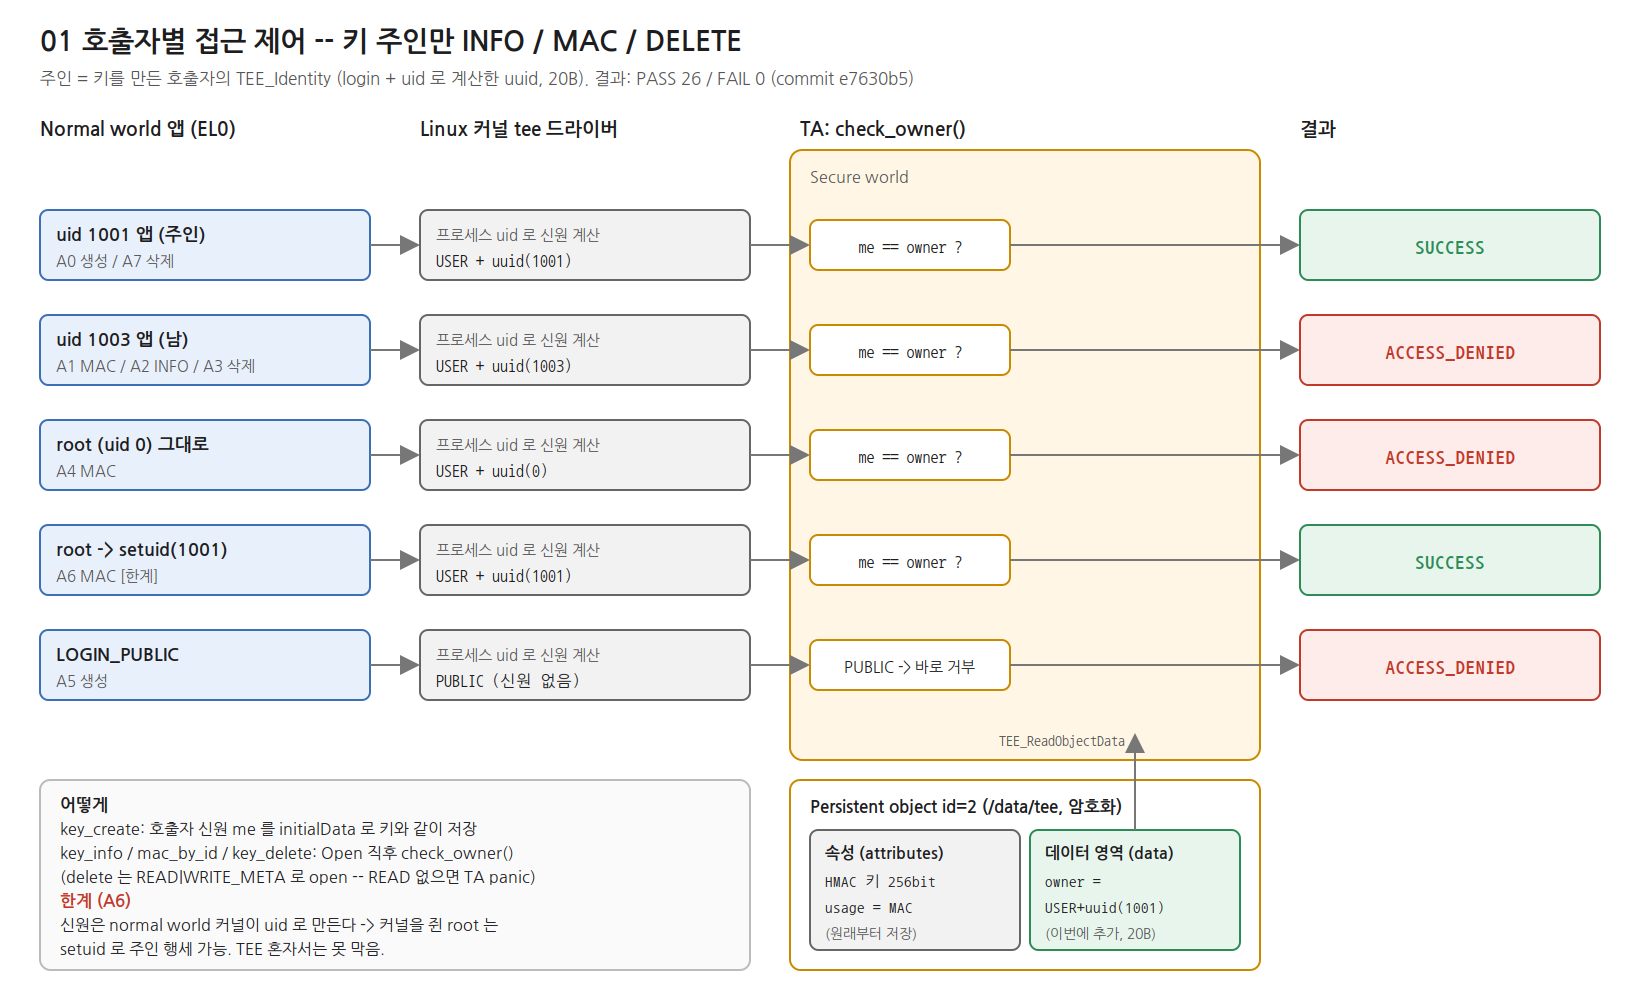 01 호출자별 접근 제어 -- 키 주인만 INFO / MAC / DELETE
주인 = 키를 만든 호출자의 TEE_Identity (login + uid 로 계산한 uuid, 20B). 결과: PASS 26 / FAIL 0 (commit e7630b5)
Normal world 앱 (EL0)
Linux 커널 tee 드라이버
TA: check_owner()
결과
Secure world
uid 1001 앱 (주인)
A0 생성 / A7 삭제
프로세스 uid 로 신원 계산
USER + uuid(1001)
me == owner ?
SUCCESS
uid 1003 앱 (남)
A1 MAC / A2 INFO / A3 삭제
프로세스 uid 로 신원 계산
USER + uuid(1003)
me == owner ?
ACCESS_DENIED
root (uid 0) 그대로
A4 MAC
프로세스 uid 로 신원 계산
USER + uuid(0)
me == owner ?
ACCESS_DENIED
root -> setuid(1001)
A6 MAC [한계]
프로세스 uid 로 신원 계산
USER + uuid(1001)
me == owner ?
SUCCESS
LOGIN_PUBLIC
A5 생성
프로세스 uid 로 신원 계산
PUBLIC (신원 없음)
PUBLIC -> 바로 거부
ACCESS_DENIED
TEE_ReadObjectData
어떻게
key_create: 호출자 신원 me 를 initialData 로 키와 같이 저장
key_info / mac_by_id / key_delete: Open 직후 check_owner()
(delete 는 READ|WRITE_META 로 open -- READ 없으면 TA panic)
한계 (A6)
신원은 normal world 커널이 uid 로 만든다 -> 커널을 쥔 root 는
setuid 로 주인 행세 가능. TEE 혼자서는 못 막음.
Persistent object id=2 (/data/tee, 암호화)
속성 (attributes)
HMAC 키 256bit
usage = MAC
(원래부터 저장)
데이터 영역 (data)
owner =
USER+uuid(1001)
(이번에 추가, 20B)